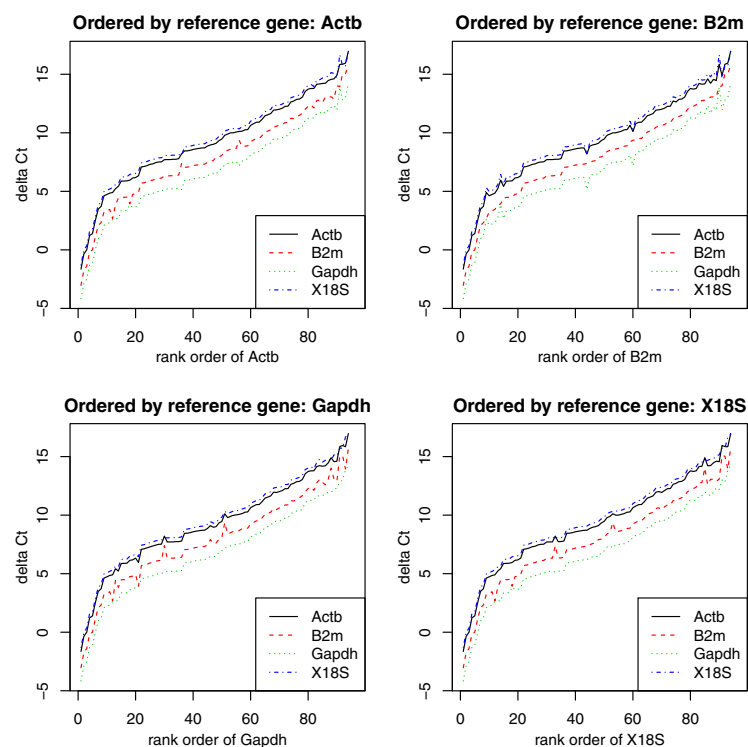 Ordered by reference gene: Actb
delta Ct
15
10
5
0
−5
Actb
B2m
Gapdh
X18S
0 20 40 60 80
rank order of Actb
Ordered by reference gene: B2m
delta Ct
15
10
5
0
−5
Actb
B2m
Gapdh
X18S
0 20 40 60 80
rank order of B2m
Ordered by reference gene: Gapdh
delta Ct
15
10
5
0
−5
Actb
B2m
Gapdh
X18S
0 20 40 60 80
rank order of Gapdh
Ordered by reference gene: X18S
delta Ct
15
10
5
0
−5
Actb
B2m
Gapdh
X18S
0 20 40 60 80
rank order of X18S